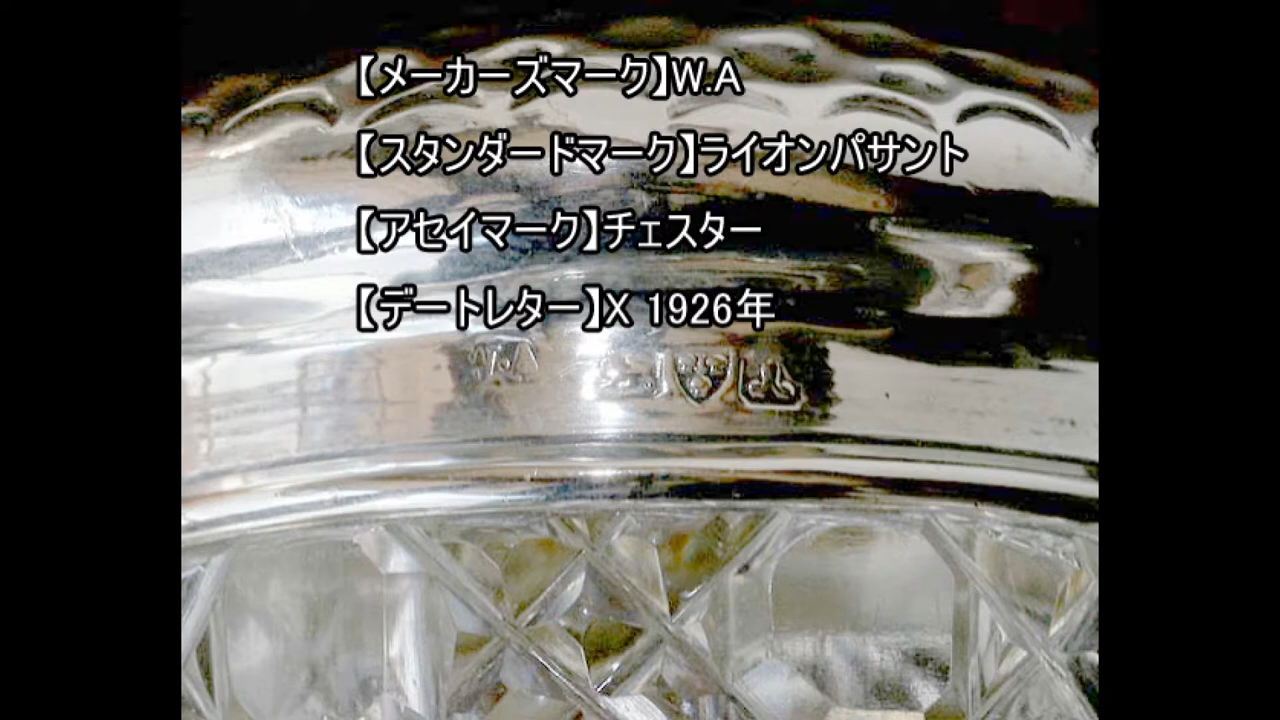 【メーカーズマーク】W.A
【スタンダードマーク】ライオンパサント
【アセイマーク】チェスター
【デートレター】X 1926年